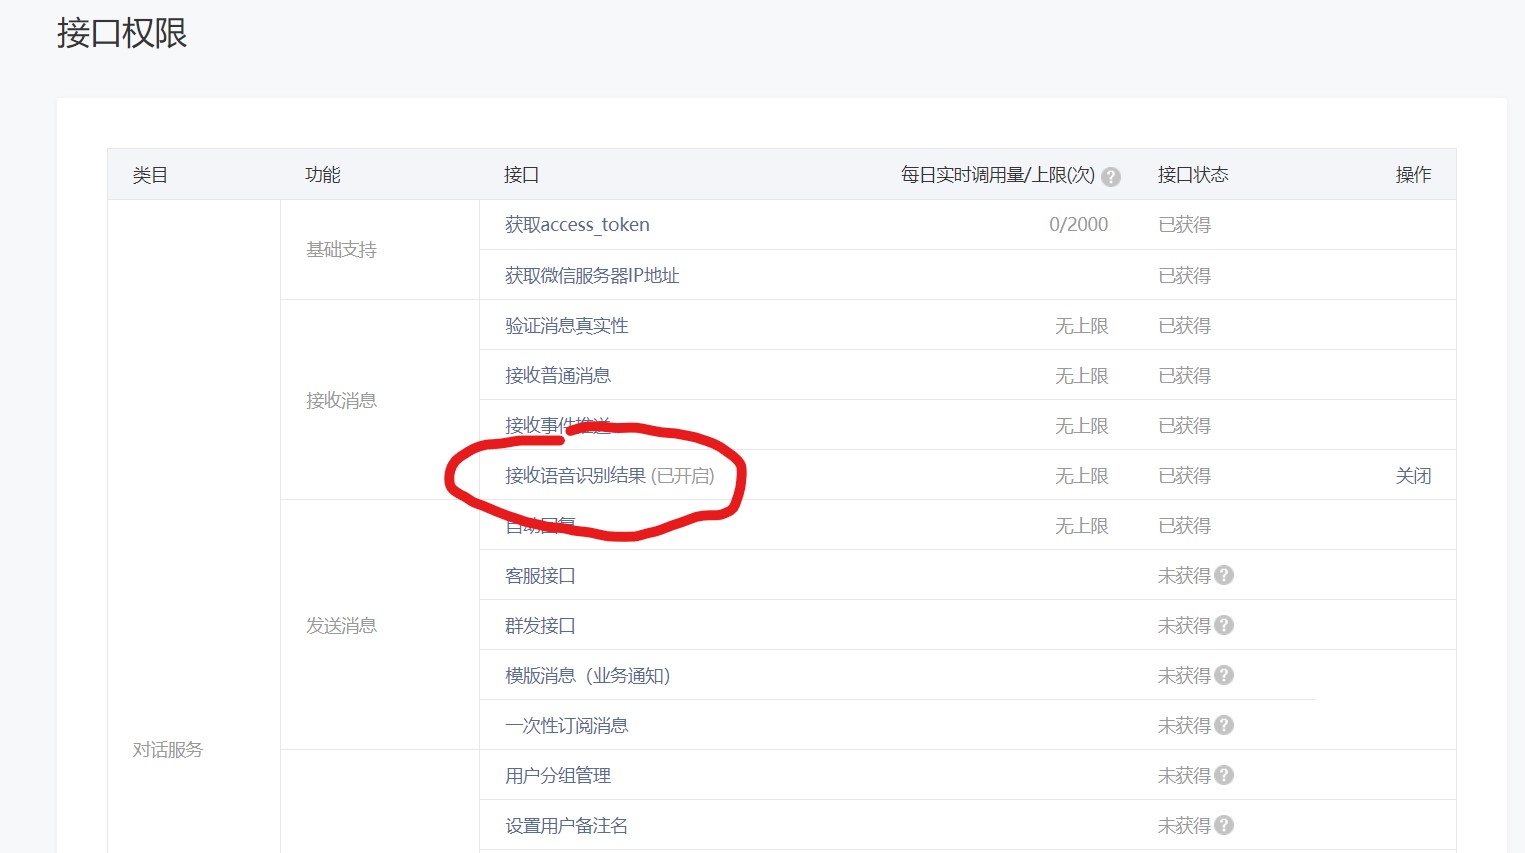 接口权限
类目 功能 接口 每日实时调用量/上限(次) ? 接口状态 操作
获取access_token 0/2000 已获得
基础支持
获取微信服务器IP地址 已获得
验证消息真实性 无上限 已获得
接收普通消息 无上限 已获得
接收消息
接收事件推送 无上限 已获得
接收语音识别结果 (已开启) 无上限 已获得 关闭
自动回复 无上限 已获得
客服接口 未获得 ?
群发接口 未获得 ?
发送消息
模版消息（业务通知） 未获得 ?
一次性订阅消息 未获得 ?
对话服务
用户分组管理 未获得 ?
设置用户备注名 未获得 ?